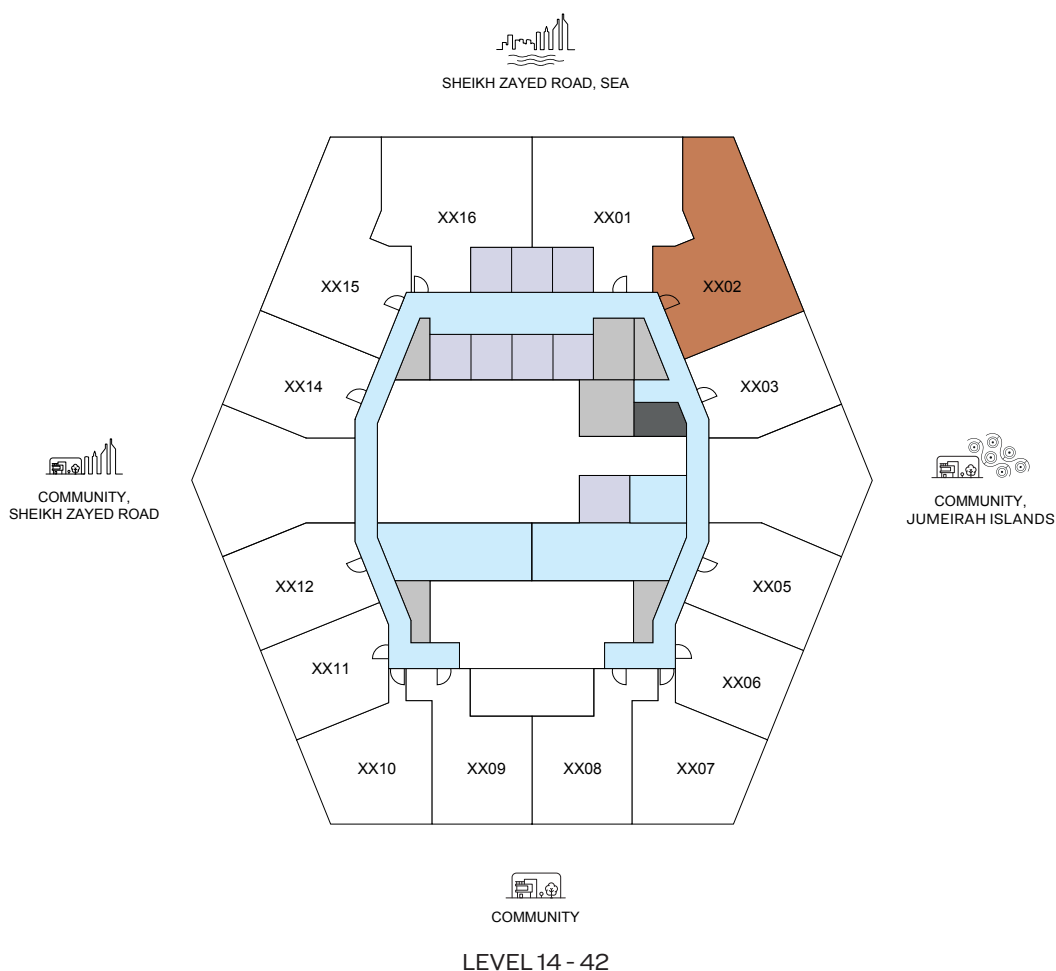 SHEIKH ZAYED ROAD, SEA
XX16
XX01
XX15
XX02
XX14
XX03
COMMUNITY,
SHEIKH ZAYED ROAD
COMMUNITY,
JUMEIRAH ISLANDS
XX12
XX05
XX11
XX06
XX10
XX09
XX08
XX07
COMMUNITY
LEVEL 14 - 42